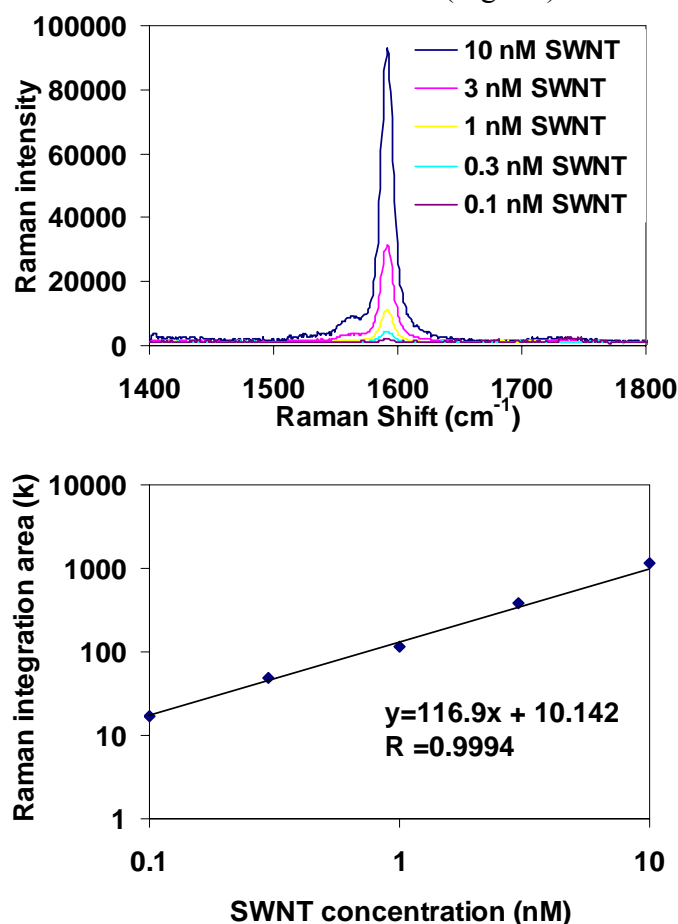 100000
80000
60000
40000
20000
0
Raman intensity
10 nM SWNT
3 nM SWNT
1 nM SWNT
0.3 nM SWNT
0.1 nM SWNT
1400 1500 1600 1700 1800
Raman Shift (cm⁻¹)
10000
1000
100
10
1
Raman integration area (k)
y=116.9x + 10.142
R =0.9994
0.1 1 10
SWNT concentration (nM)